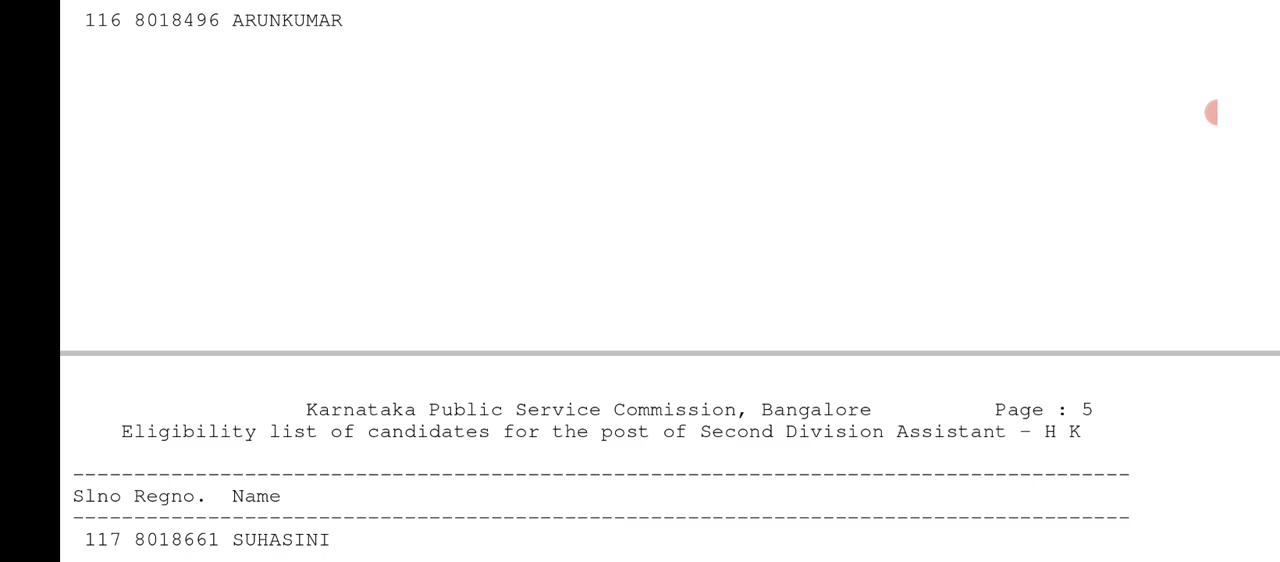 116 8018496 ARUNKUMAR
Karnataka Public Service Commission, Bangalore Page : 5
Eligibility list of candidates for the post of Second Division Assistant - H K
--------------------------------------------------------------------------------------
Slno Regno. Name
--------------------------------------------------------------------------------------
117 8018661 SUHASINI